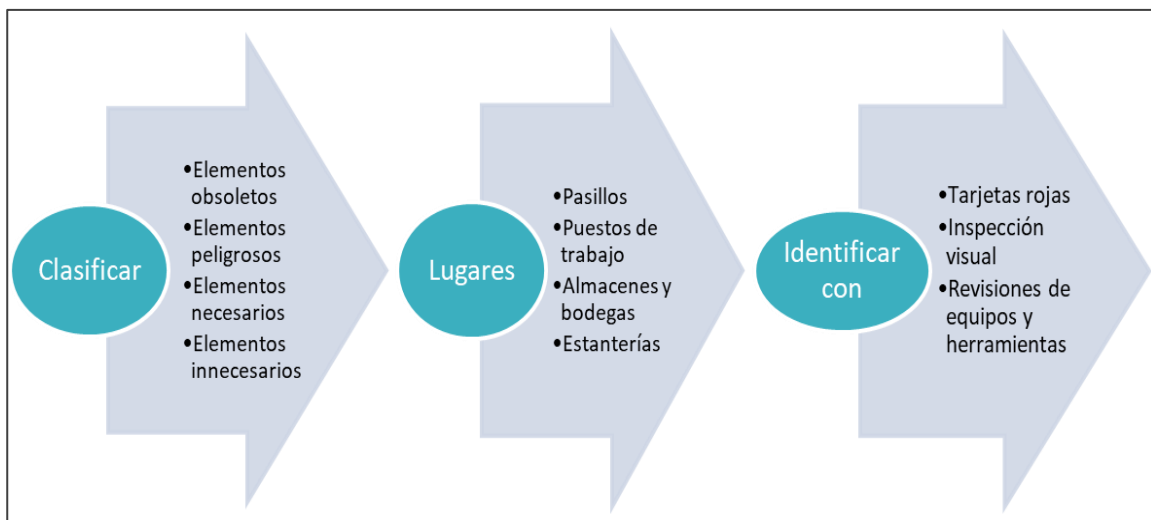 Clasificar
•Elementos
obsoletos
•Elementos
peligrosos
•Elementos
necesarios
•Elementos
innecesarios
Lugares
•Pasillos
•Puestos de
trabajo
•Almacenes y
bodegas
•Estanterías
Identificar
con
•Tarjetas rojas
•Inspección
visual
•Revisiones de
equipos y
herramientas